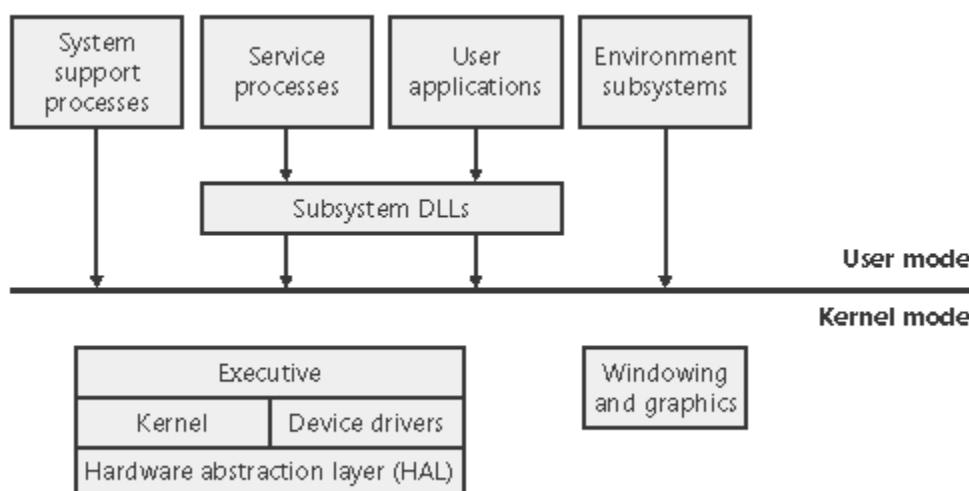 System
support
processes
Service
processes
User
applications
Environment
subsystems
Subsystem DLLs
User mode
Kernel mode
Executive
Kernel
Device drivers
Hardware abstraction layer (HAL)
Windowing
and graphics